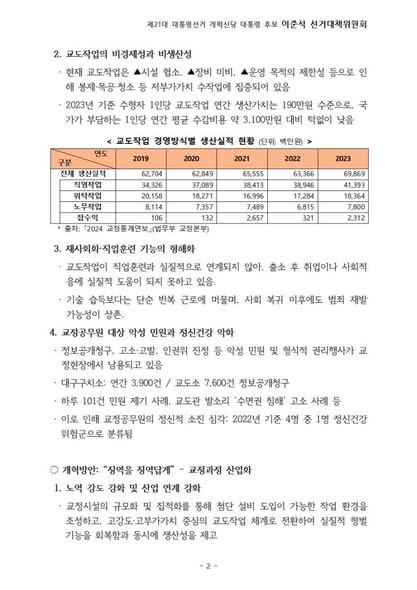 제21대 대통령선거 개혁신당 대통령 후보 이준석 선거대책위원회
2. 교도작업의 비경제성과 비생산성
· 현재 교도작업은 ▲시설 협소, ▲장비 미비, ▲운영 목적의 제한성 등으로 인
해 봉제·목공·청소 등 저부가가치 수작업에 집중되어 있음
· 2023년 기준 수형자 1인당 교도작업 연간 생산가치는 190만원 수준으로, 국
가가 부담하는 1인당 연간 평균 수감비용 약 3,100만원 대비 턱없이 낮음
< 교도작업 경영방식별 생산실적 현황 (단위: 백만원) >
연도
구분 2019 2020 2021 2022 2023
전체 생산실적 62,704 62,849 65,555 63,366 69,869
직영작업 34,326 37,089 38,413 38,946 41,393
위탁작업 20,158 18,271 16,996 17,284 18,364
노무작업 8,114 7,357 7,489 6,815 7,800
잡수익 106 132 2,657 321 2,312
* 출처: 「2024 교정통계연보」(법무부 교정본부)
3. 재사회화·직업훈련 기능의 형해화
· 교도작업이 직업훈련과 실질적으로 연계되지 않아, 출소 후 취업이나 사회적
응에 실질적 도움이 되지 못하고 있음.
· 기술 습득보다는 단순 반복 근로에 머물며, 사회 복귀 이후에도 범죄 재발
가능성이 상존.
4. 교정공무원 대상 악성 민원과 정신건강 악화
· 정보공개청구, 고소·고발, 인권위 진정 등 악성 민원 및 형식적 권리행사가 교
정현장에서 남용되고 있음
· 대구구치소: 연간 3,900건 / 교도소 7,600건 정보공개청구
· 하루 101건 민원 제기 사례, 교도관 발소리 '수면권 침해' 고소 사례 등
· 이로 인해 교정공무원의 정신적 소진 심각: 2022년 기준 4명 중 1명 정신건강
위험군으로 분류됨
○ 개혁방안: "징역을 징역답게" - 교정과정 산업화
1. 노역 강도 강화 및 산업 연계 강화
· 교정시설의 규모화 및 집적화를 통해 첨단 설비 도입이 가능한 작업 환경을
조성하고, 고강도·고부가가치 중심의 교도작업 체계로 전환하여 실질적 형벌
기능을 회복함과 동시에 생산성을 제고
- 2 -